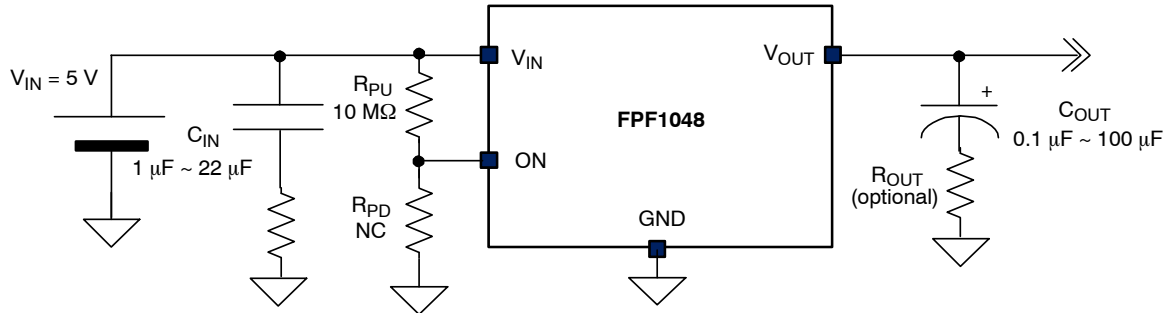 V_IN = 5 V
C_IN
1 μF ~ 22 μF
R_PU
10 MΩ
R_PD
NC
V_IN
ON
FPF1048
GND
V_OUT
+
C_OUT
0.1 μF ~ 100 μF
R_OUT
(optional)